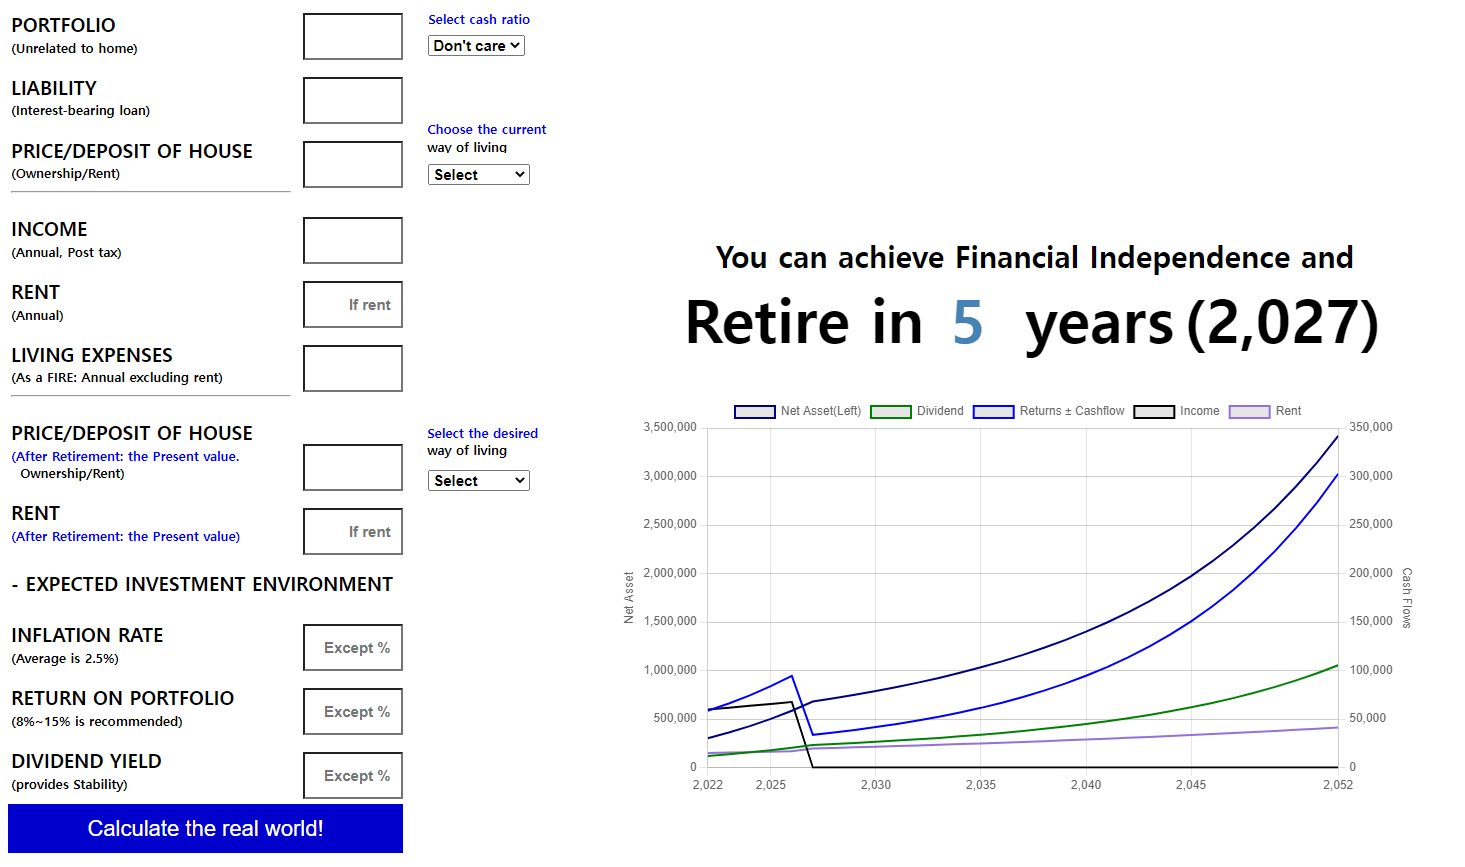 PORTFOLIO
(Unrelated to home)
Select cash ratio
Don't care
LIABILITY
(Interest-bearing loan)
PRICE/DEPOSIT OF HOUSE
(Ownership/Rent)
Choose the current
way of living
Select
INCOME
(Annual, Post tax)
RENT
(Annual)
If rent
LIVING EXPENSES
(As a FIRE: Annual excluding rent)
PRICE/DEPOSIT OF HOUSE
(After Retirement: the Present value.
Ownership/Rent)
Select the desired
way of living
Select
RENT
(After Retirement: the Present value)
If rent
- EXPECTED INVESTMENT ENVIRONMENT
INFLATION RATE
(Average is 2.5%)
Except %
RETURN ON PORTFOLIO
(8%~15% is recommended)
Except %
DIVIDEND YIELD
(provides Stability)
Except %
Calculate the real world!
You can achieve Financial Independence and
Retire in 5 years (2,027)
Net Asset(Left) Dividend Returns ± Cashflow Income Rent
3,500,000 350,000
3,000,000 300,000
2,500,000 250,000
2,000,000 200,000
1,500,000 150,000
1,000,000 100,000
500,000 50,000
0 0
Net Asset
Cash Flows
2,022 2,025 2,030 2,035 2,040 2,045 2,052